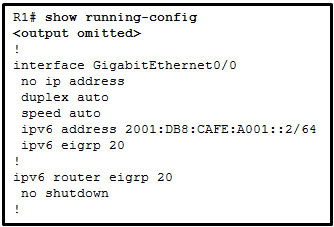 R1# show running-config
<output omitted>
!
interface GigabitEthernet0/0
 no ip address
 duplex auto
 speed auto
 ipv6 address 2001:DB8:CAFE:A001::2/64
 ipv6 eigrp 20
!
ipv6 router eigrp 20
 no shutdown
!